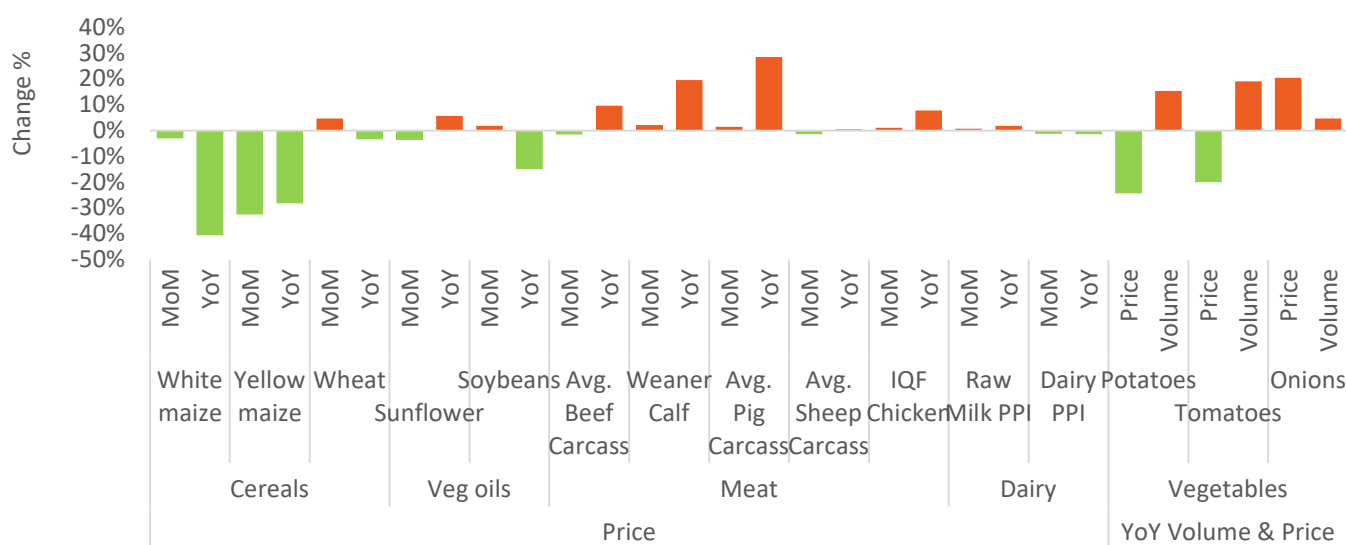 Change %
40%
30%
20%
10%
0%
-10%
-20%
-30%
-40%
-50%
MoM YoY MoM YoY MoM YoY MoM YoY MoM YoY MoM YoY MoM YoY MoM YoY MoM YoY MoM YoY MoM YoY MoM YoY Price Volume Price Volume Price Volume
White maize
Yellow maize
Wheat
Sunflower
Soybeans
Avg. Beef Carcass
Weaner Calf
Avg. Pig Carcass
Avg. Sheep Carcass
IQF Chicken
Raw Milk PPI
Dairy PPI
Potatoes
Tomatoes
Onions
Cereals
Veg oils
Meat
Dairy
Vegetables
Price
YoY Volume & Price